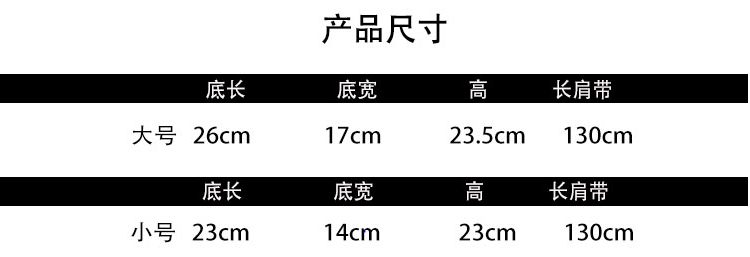 产品尺寸
底长 底宽 高 长肩带
大号 26cm 17cm 23.5cm 130cm
底长 底宽 高 长肩带
小号 23cm 14cm 23cm 130cm